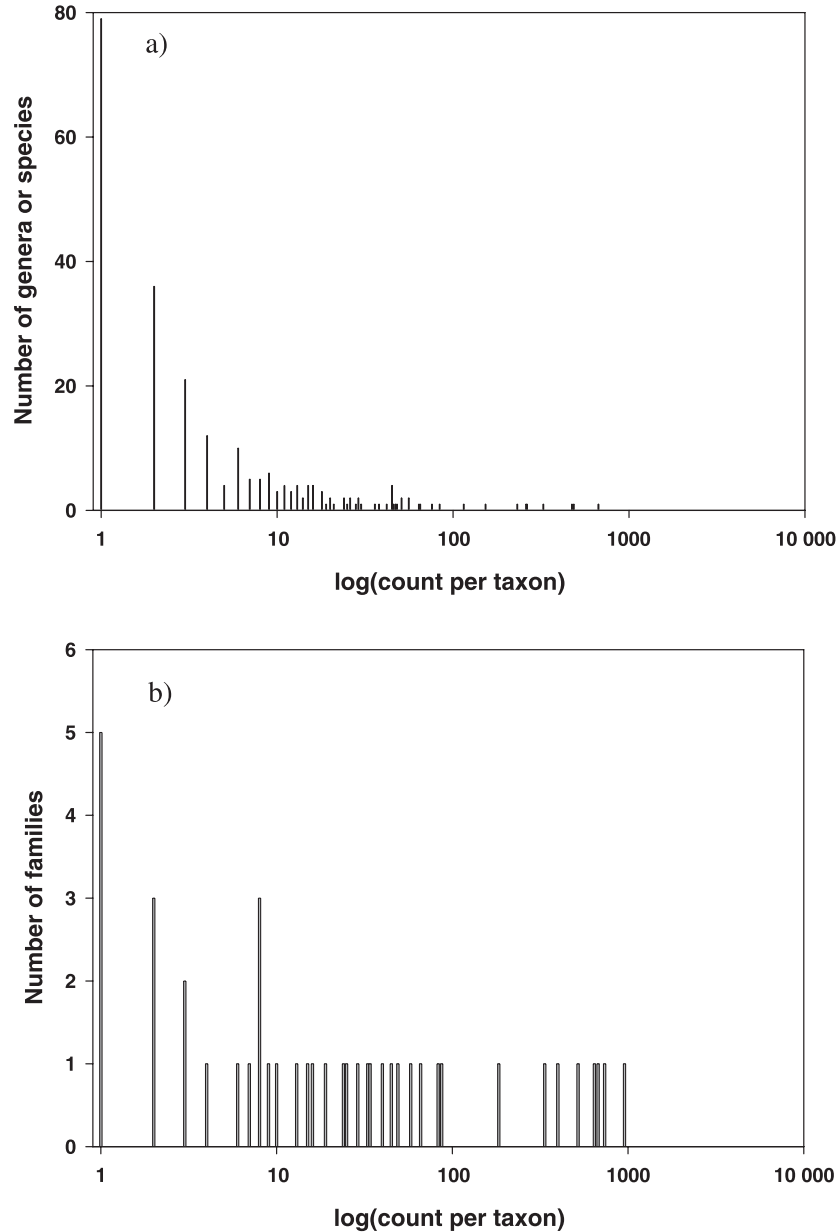 a)
Number of genera or species
80
60
40
20
0
1 10 100 1000 10 000
log(count per taxon)
b)
Number of families
6
5
4
3
2
1
0
1 10 100 1000 10 000
log(count per taxon)